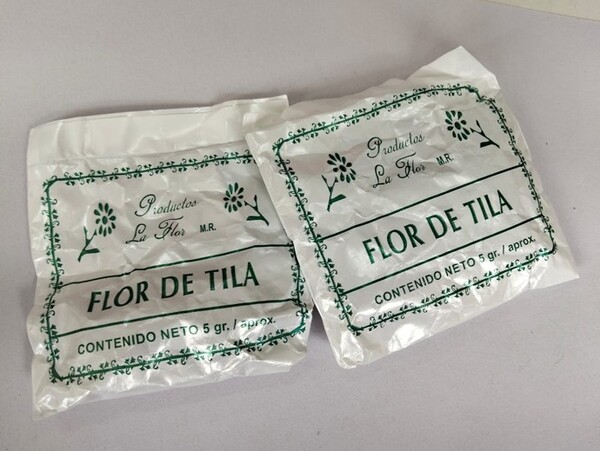 Productos
La Flor M.R.
FLOR DE TILA
CONTENIDO NETO 5 gr. / aprox.
Productos
La Flor M.R.
FLOR DE TILA
CONTENIDO NETO 5 gr. / aprox.